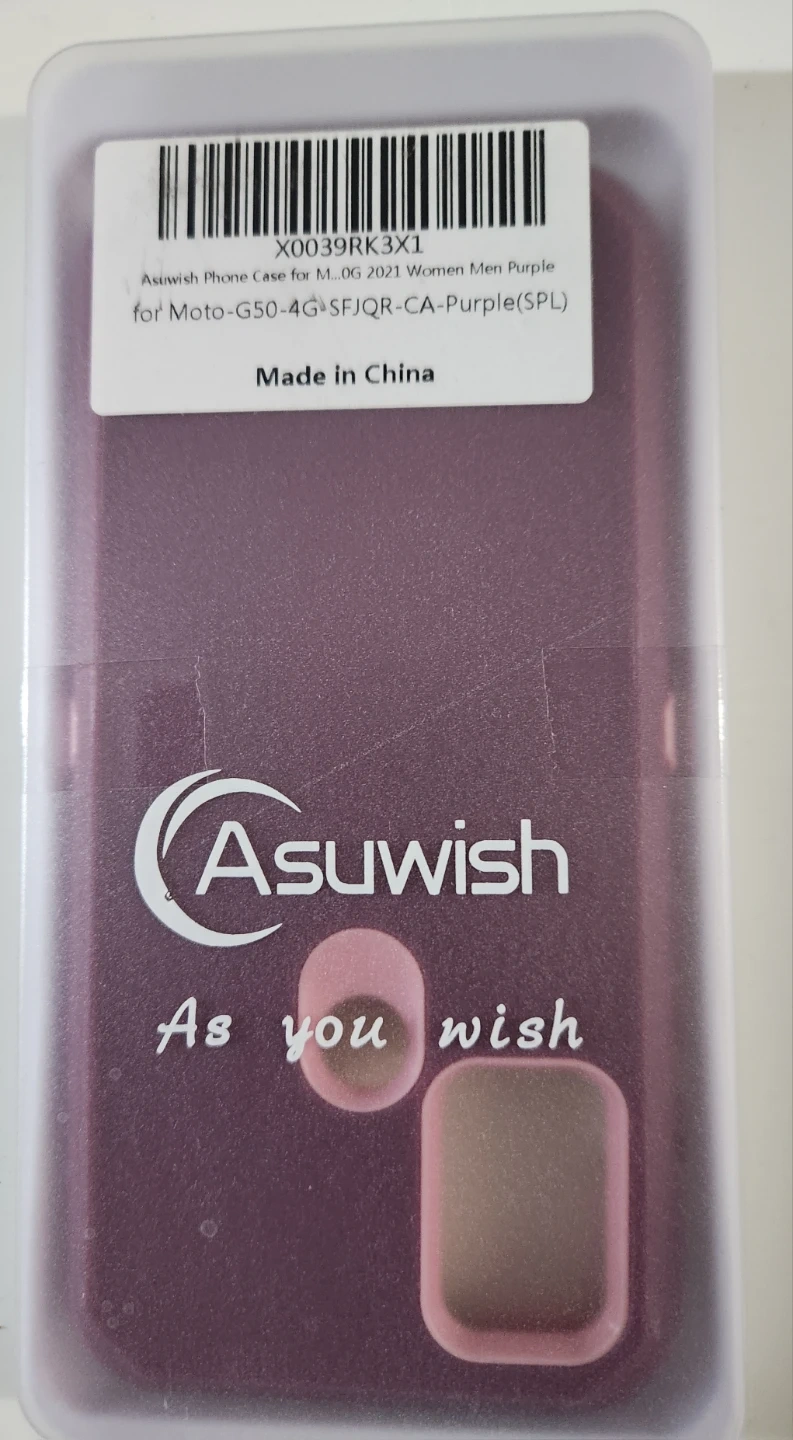 X0039RK3X1
Asuwish Phone Case for M...0G 2021 Women Men Purple
for Moto-G50-4G-SFJQR-CA-Purple(SPL)
Made in China
Asuwish
As you wish